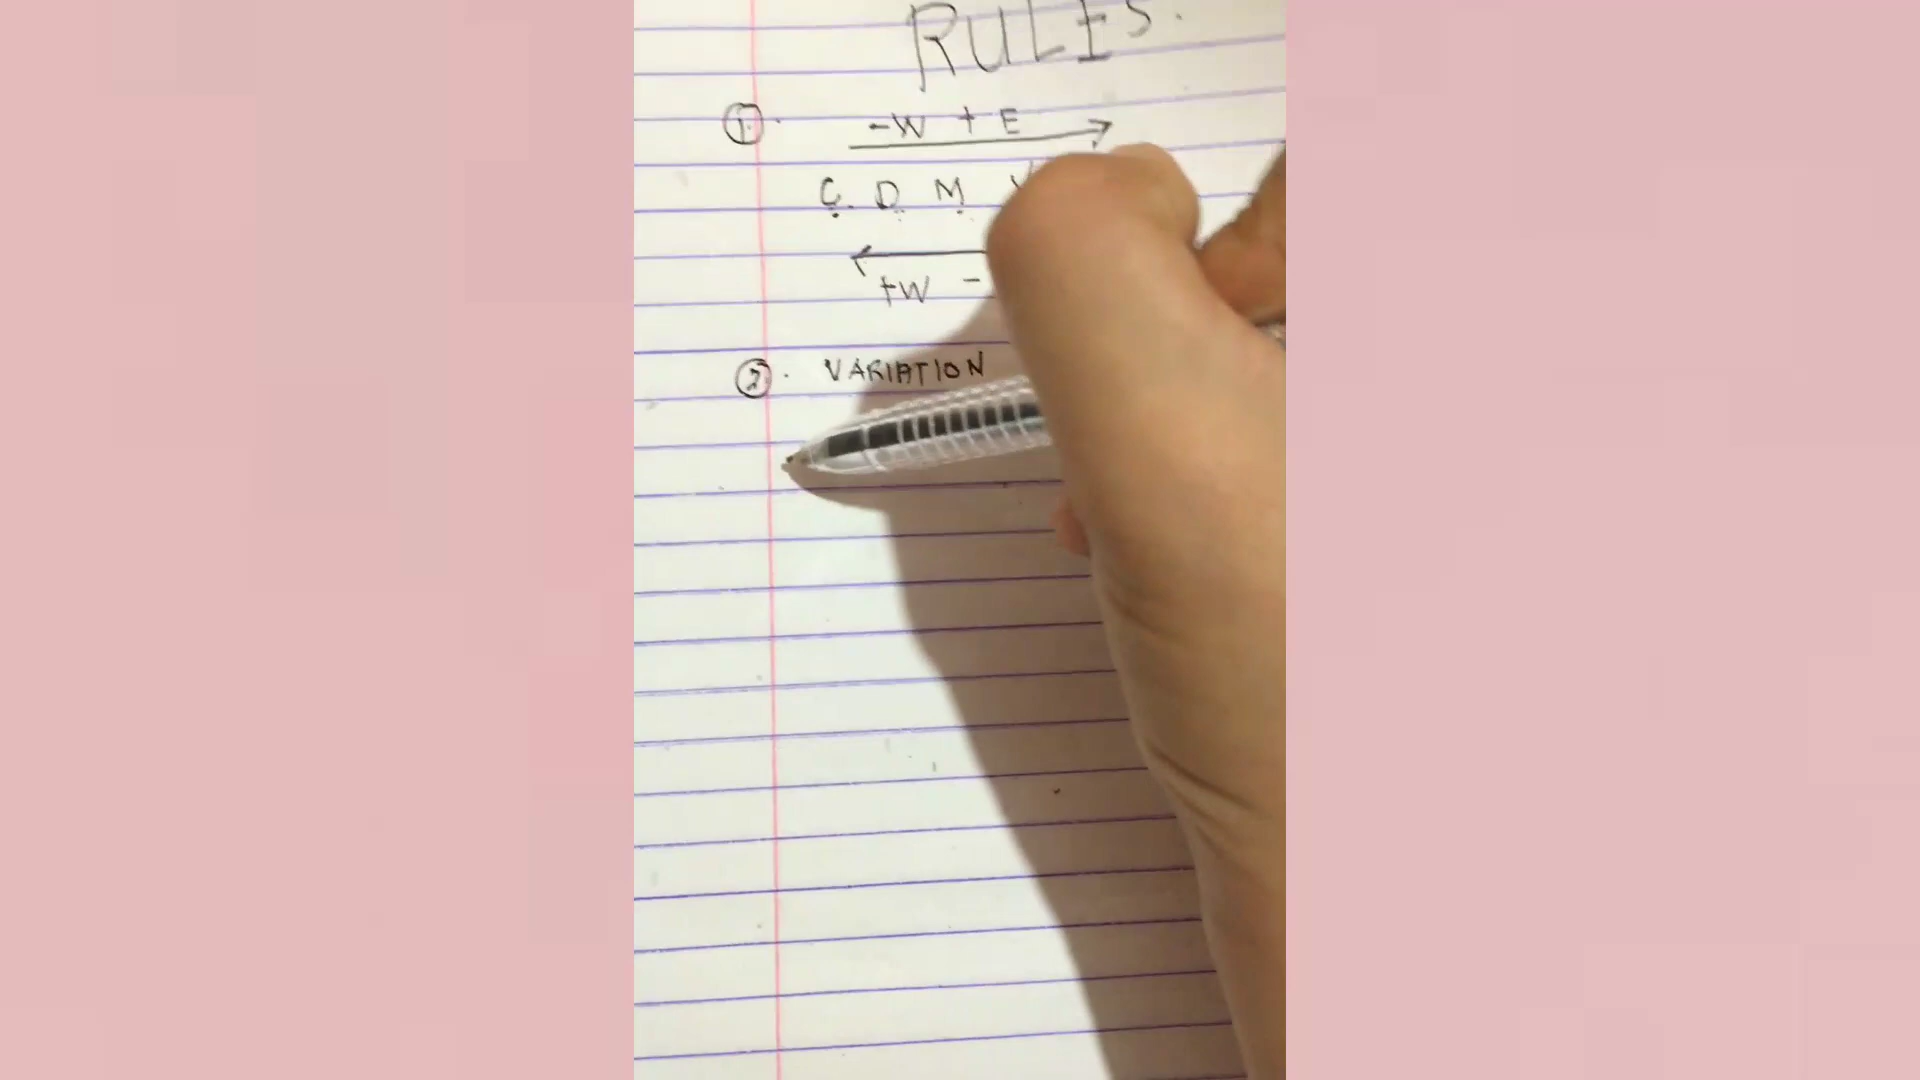 RULES.
①. -W + E
C. D M V
+W -
②. VARIATION